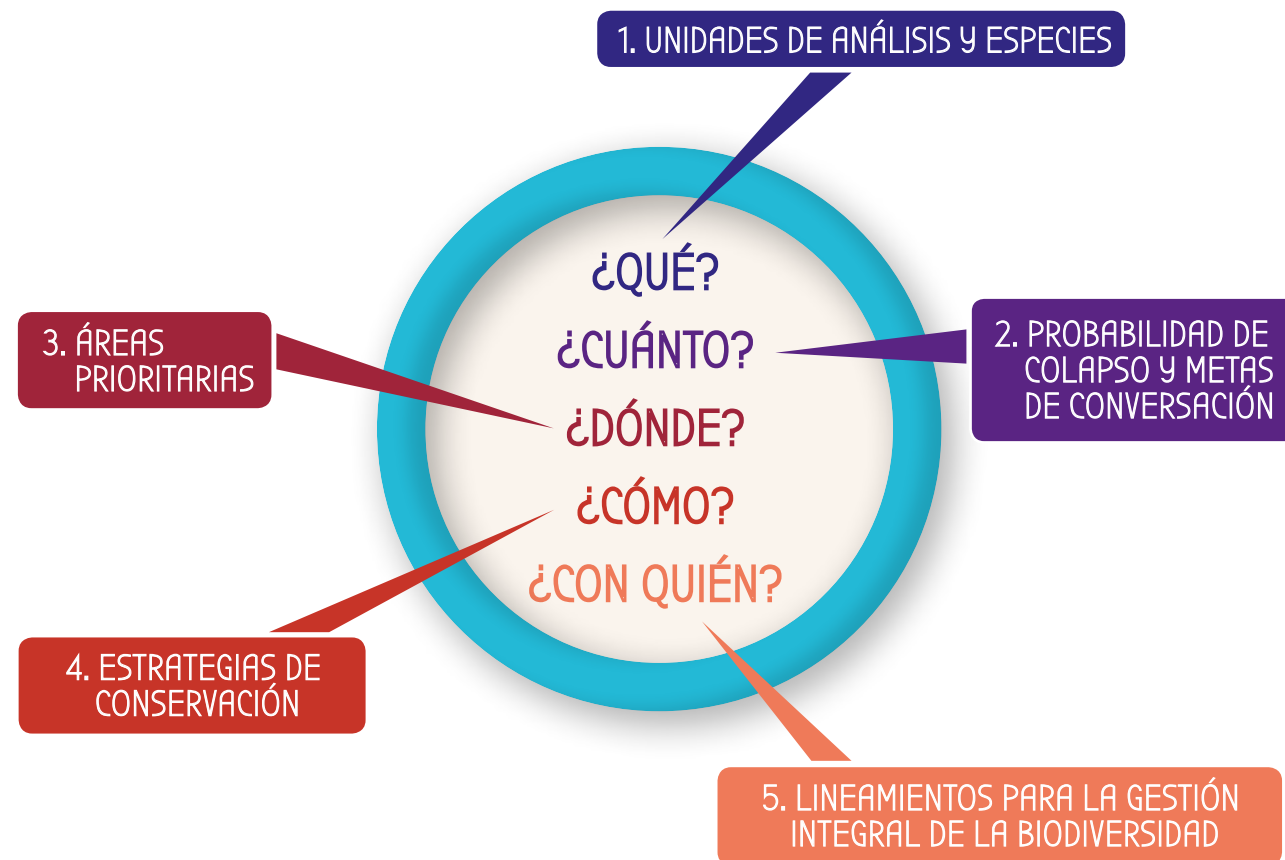 1. UNIDADES DE ANÁLISIS Y ESPECIES
¿QUÉ?
¿CUÁNTO?
2. PROBABILIDAD DE
COLAPSO Y METAS
DE CONVERSACIÓN
3. ÁREAS
PRIORITARIAS
¿DÓNDE?
¿CÓMO?
¿CON QUIÉN?
4. ESTRATEGIAS DE
CONSERVACIÓN
5. LINEAMIENTOS PARA LA GESTIÓN
INTEGRAL DE LA BIODIVERSIDAD